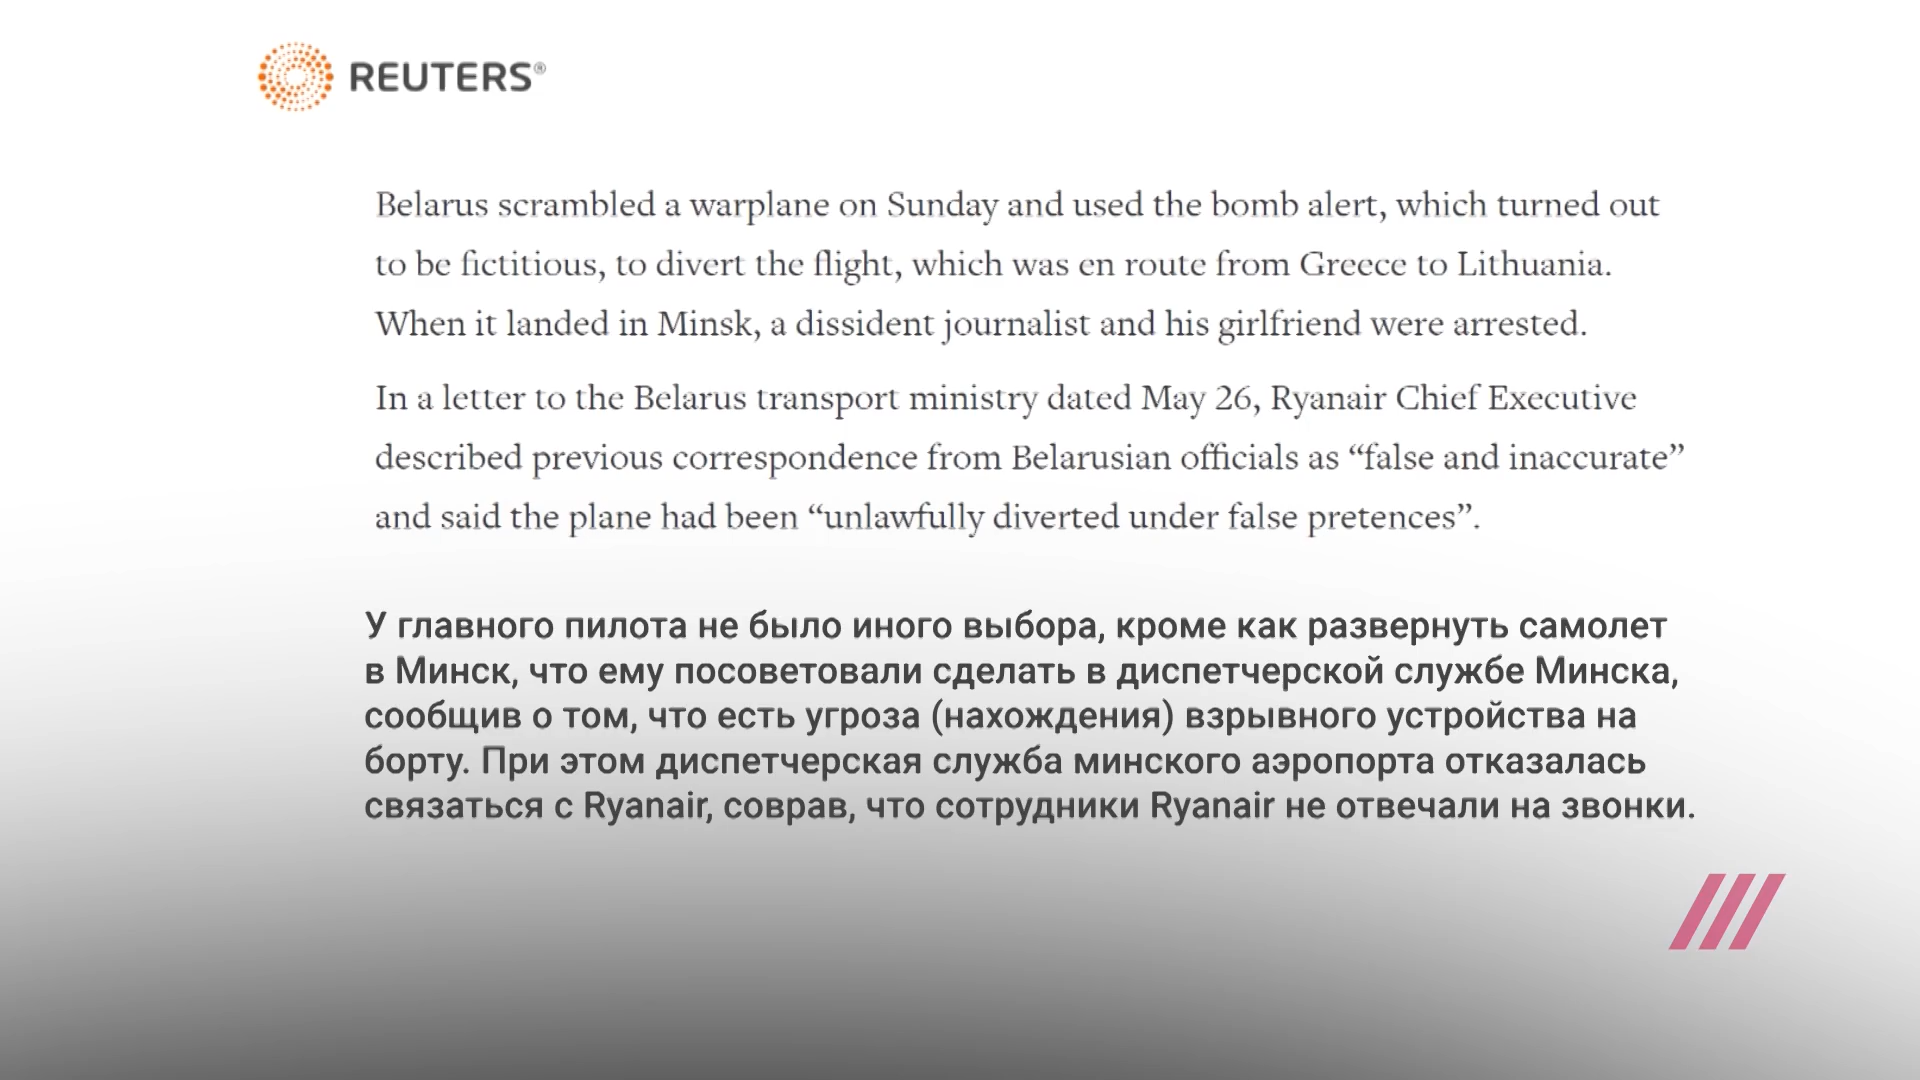 REUTERS®
Belarus scrambled a warplane on Sunday and used the bomb alert, which turned out
to be fictitious, to divert the flight, which was en route from Greece to Lithuania.
When it landed in Minsk, a dissident journalist and his girlfriend were arrested.
In a letter to the Belarus transport ministry dated May 26, Ryanair Chief Executive
described previous correspondence from Belarusian officials as “false and inaccurate”
and said the plane had been “unlawfully diverted under false pretences”.
У главного пилота не было иного выбора, кроме как развернуть самолет
в Минск, что ему посоветовали сделать в диспетчерской службе Минска,
сообщив о том, что есть угроза (нахождения) взрывного устройства на
борту. При этом диспетчерская служба минского аэропорта отказалась
связаться с Ryanair, соврав, что сотрудники Ryanair не отвечали на звонки.